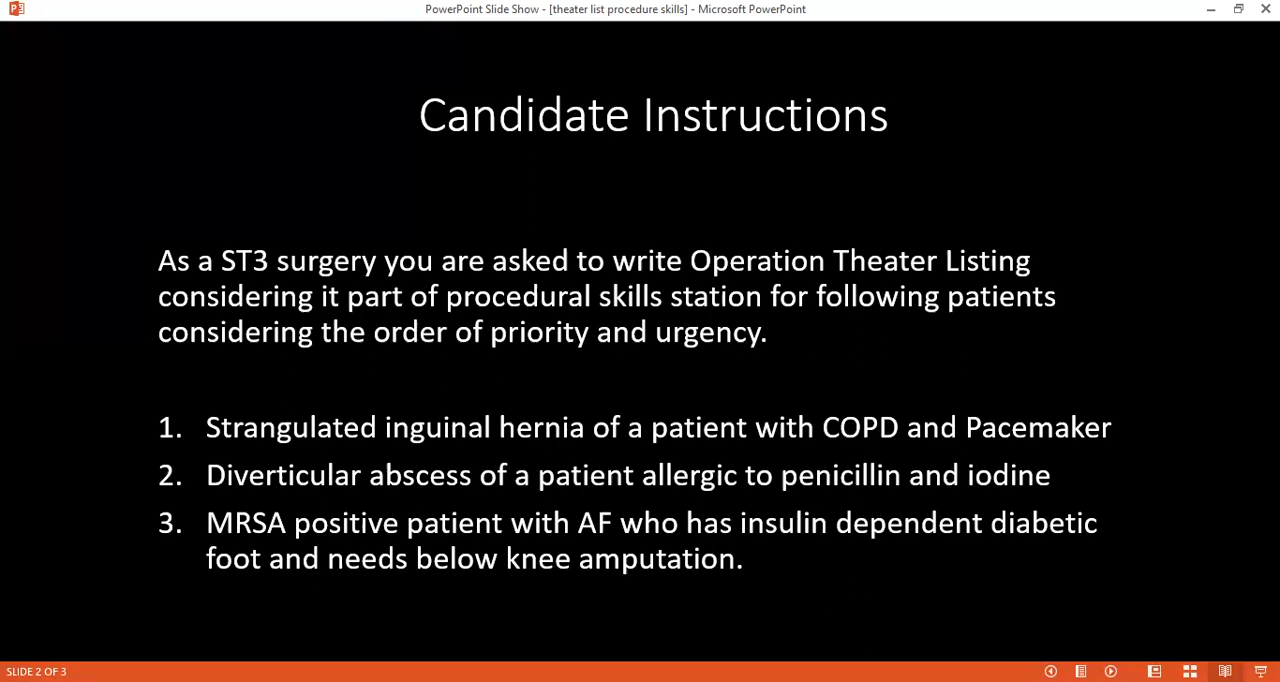 PowerPoint Slide Show - [theater list procedure skills] - Microsoft PowerPoint
Candidate Instructions
As a ST3 surgery you are asked to write Operation Theater Listing
considering it part of procedural skills station for following patients
considering the order of priority and urgency.
1. Strangulated inguinal hernia of a patient with COPD and Pacemaker
2. Diverticular abscess of a patient allergic to penicillin and iodine
3. MRSA positive patient with AF who has insulin dependent diabetic
foot and needs below knee amputation.
SLIDE 2 OF 3